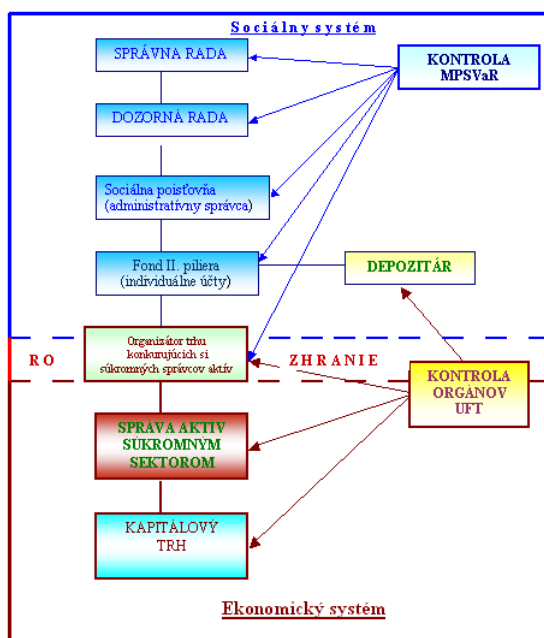 Sociálny systém
SPRÁVNA RADA
KONTROLA
MPSVaR
DOZORNÁ RADA
Sociálna poisťovňa
(administratívny správca)
Fond II. piliera
(individuálne účty)
DEPOZITÁR
Organizátor trhu
konkurujúcich si
súkromných správcov aktív
RO
ZHRANIE
KONTROLA
ORGÁNOV
UFT
SPRÁVA AKTÍV
SÚKROMNÝM
SEKTOROM
KAPITÁLOVÝ
TRH
Ekonomický systém